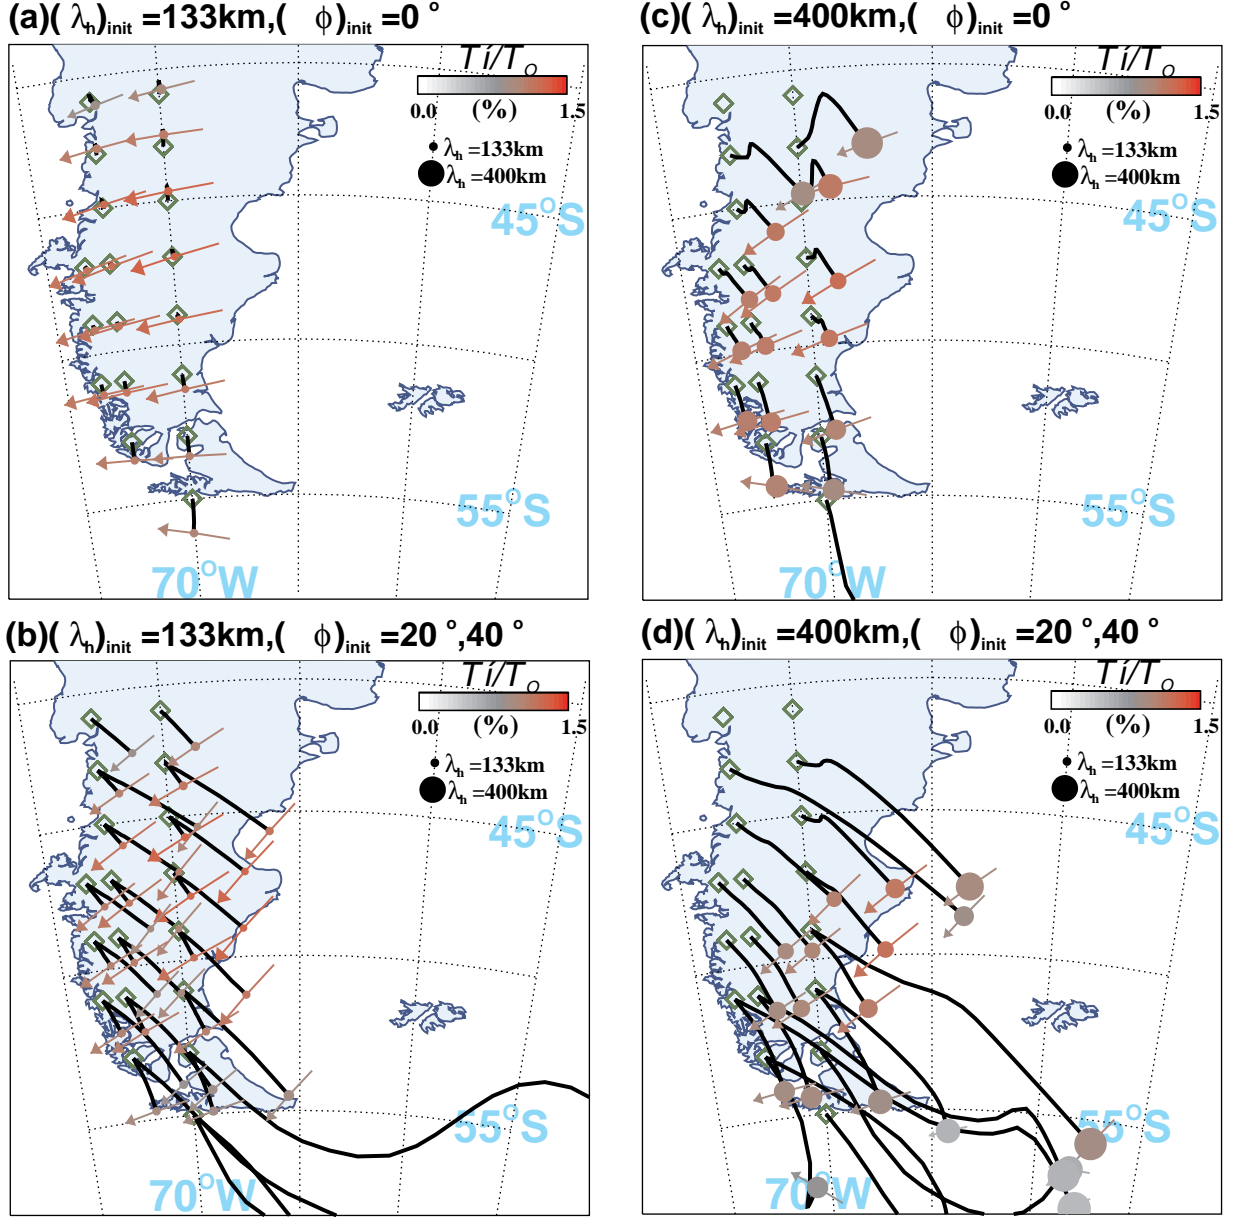 (a)( λh)init =133km,( ϕ)init =0 °
Tí/TO
0.0 (%) 1.5
λh =133km
λh =400km
45°S
55°S
70°W
(c)( λh)init =400km,( ϕ)init =0 °
Tí/TO
0.0 (%) 1.5
λh =133km
λh =400km
45°S
55°S
70°W
(b)( λh)init =133km,( ϕ)init =20 °,40 °
Tí/TO
0.0 (%) 1.5
λh =133km
λh =400km
45°S
55°S
70°W
(d)( λh)init =400km,( ϕ)init =20 °,40 °
Tí/TO
0.0 (%) 1.5
λh =133km
λh =400km
45°S
55°S
70°W